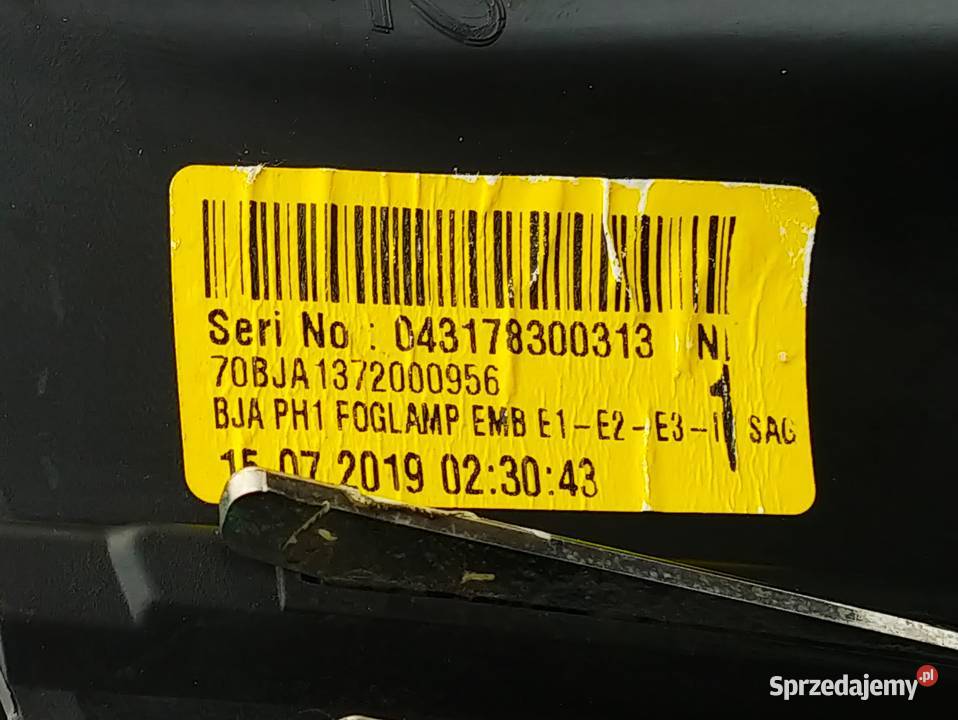 Seri No : 043178300313 N
1
70BJA1372000956
BJA PH1 FOGLAMP EMB E1-E2-E3-I SAG
15.07.2019 02:30:43
Sprzedajemy.pl